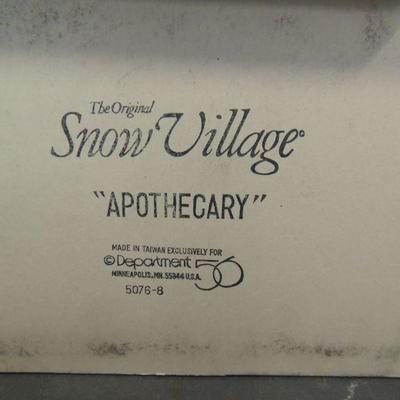 The Original
Snow Village®
"APOTHECARY"
MADE IN TAIWAN EXCLUSIVELY FOR
© Department 56
MINNEAPOLIS, MN. 55344 U.S.A.
5076-8